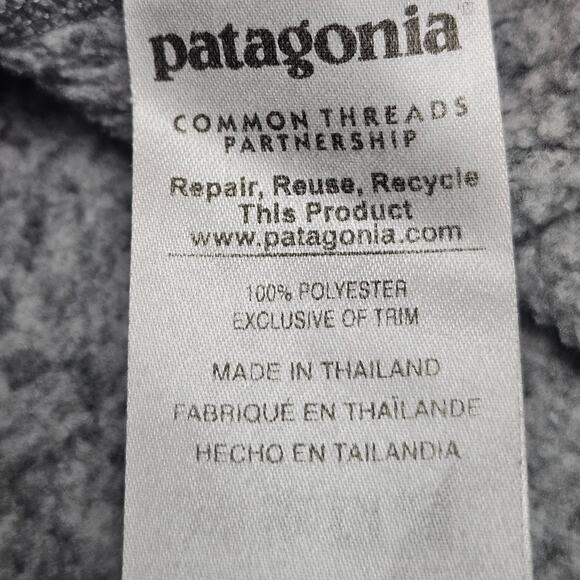 patagonia
COMMON THREADS
PARTNERSHIP
Repair, Reuse, Recycle
This Product
www.patagonia.com
100% POLYESTER
EXCLUSIVE OF TRIM
MADE IN THAILAND
FABRIQUÉ EN THAÏLANDE
HECHO EN TAILANDIA